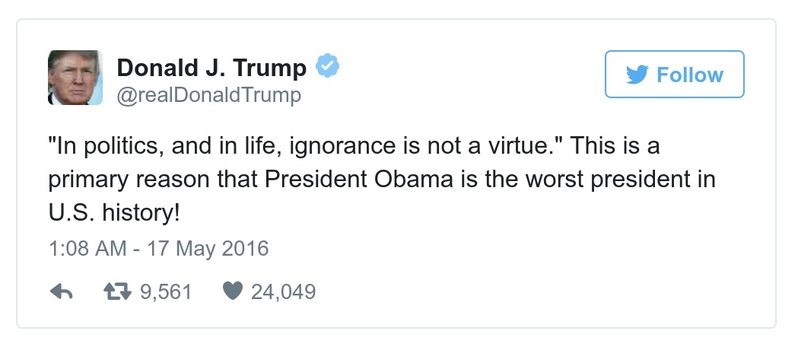 Donald J. Trump
@realDonaldTrump
Follow
"In politics, and in life, ignorance is not a virtue." This is a
primary reason that President Obama is the worst president in
U.S. history!
1:08 AM - 17 May 2016
9,561 24,049